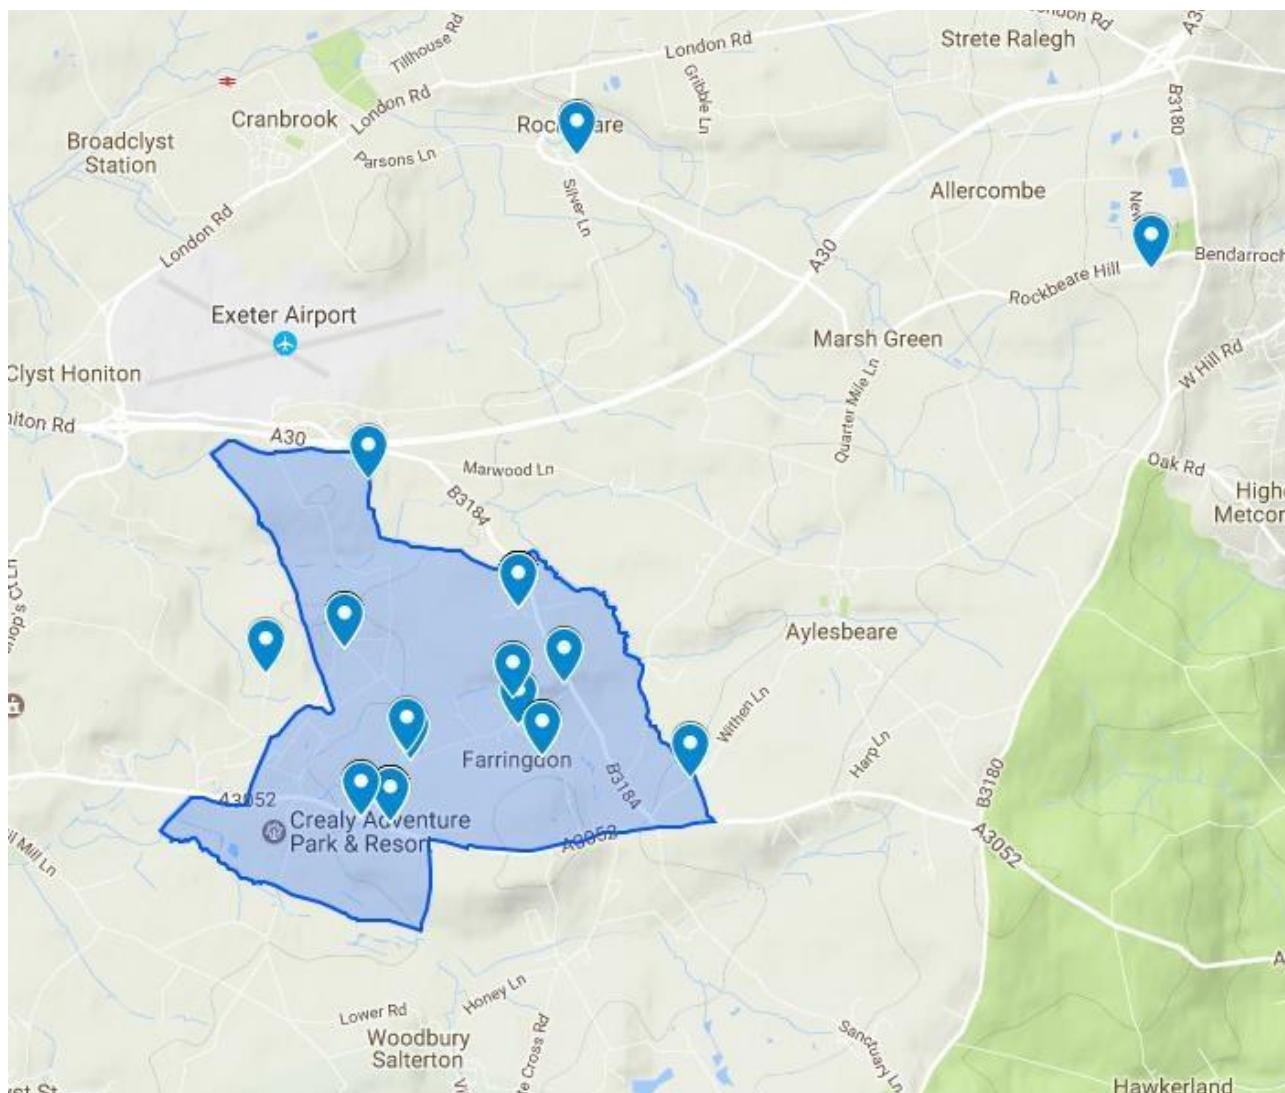 London Rd
Strete Ralegh
Tillhouse Rd
London Rd
Gribble Ln
B3180
Cranbrook
London Rd
Broadclyst
Station
Parsons Ln
Silver Ln
Allercombe
London Rd
A30
Bendarroch
Rockbeare Hill
Exeter Airport
Marsh Green
W Hill Rd
Clyst Honiton
Quarter Mile Ln
A30
Marwood Ln
Oak Rd
B3184
Aylesbeare
Withen Ln
Harp Ln
Farringdon
B3184
B3180
A3052
Crealy Adventure
Park & Resort
A3052
A3052
Honey Ln
Lower Rd
Woodbury
Salterton
Sanctuary Ln
Hawkerland